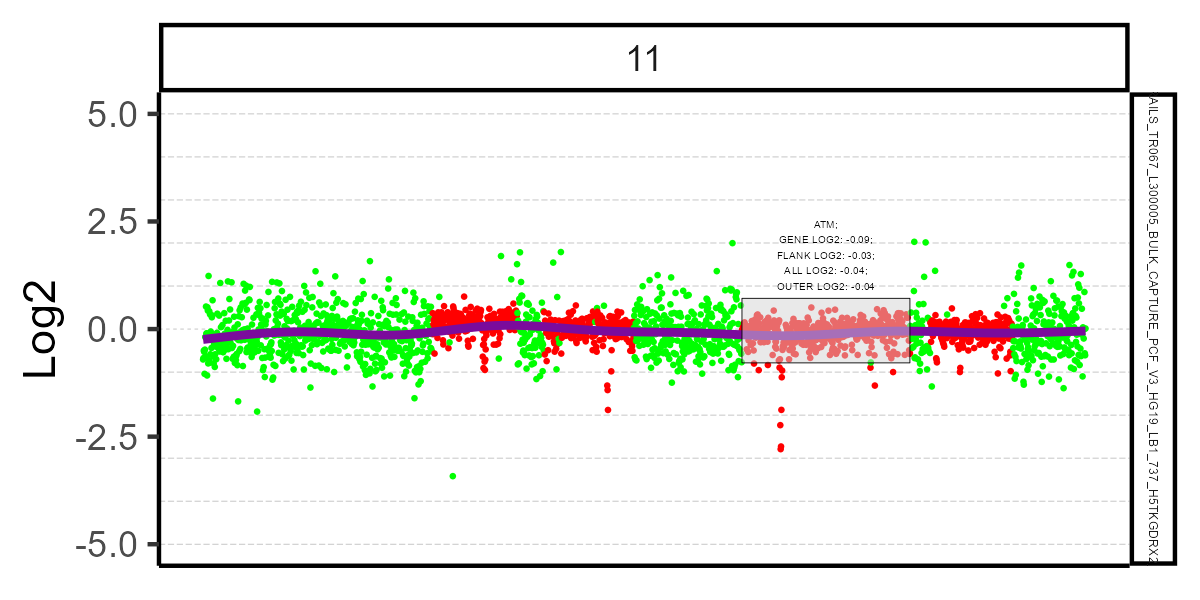 11
5.0
2.5
0.0
-2.5
-5.0
Log2
ATM;
GENE LOG2: -0.09;
FLANK LOG2: -0.03;
ALL LOG2: -0.04;
OUTER LOG2: -0.04
AILS_TR067_L300005_BULK_CAPTURE_PCF_V3_HG19_LB1_737_H5TKGDRX2